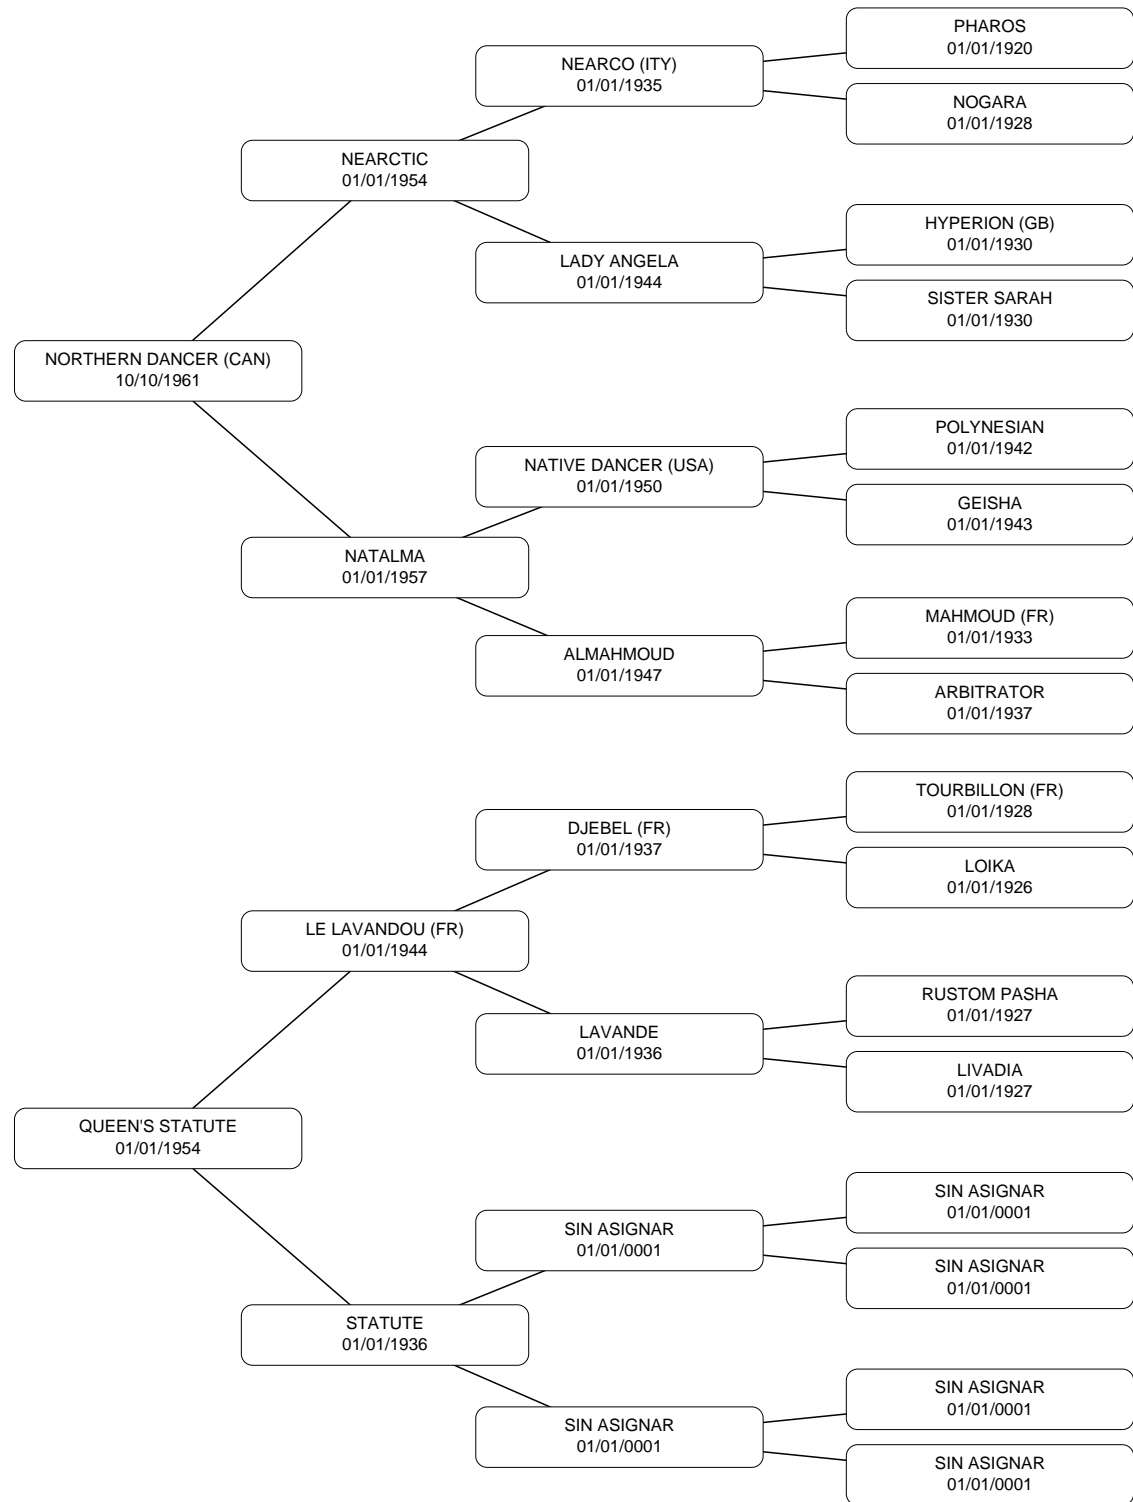 PHAROS
01/01/1920
NEARCO (ITY)
01/01/1935
NOGARA
01/01/1928
NEARCTIC
01/01/1954
HYPERION (GB)
01/01/1930
LADY ANGELA
01/01/1944
SISTER SARAH
01/01/1930
NORTHERN DANCER (CAN)
10/10/1961
POLYNESIAN
01/01/1942
NATIVE DANCER (USA)
01/01/1950
GEISHA
01/01/1943
NATALMA
01/01/1957
MAHMOUD (FR)
01/01/1933
ALMAHMOUD
01/01/1947
ARBITRATOR
01/01/1937
TOURBILLON (FR)
01/01/1928
DJEBEL (FR)
01/01/1937
LOIKA
01/01/1926
LE LAVANDOU (FR)
01/01/1944
RUSTOM PASHA
01/01/1927
LAVANDE
01/01/1936
LIVADIA
01/01/1927
QUEEN'S STATUTE
01/01/1954
SIN ASIGNAR
01/01/0001
SIN ASIGNAR
01/01/0001
SIN ASIGNAR
01/01/0001
STATUTE
01/01/1936
SIN ASIGNAR
01/01/0001
SIN ASIGNAR
01/01/0001
SIN ASIGNAR
01/01/0001